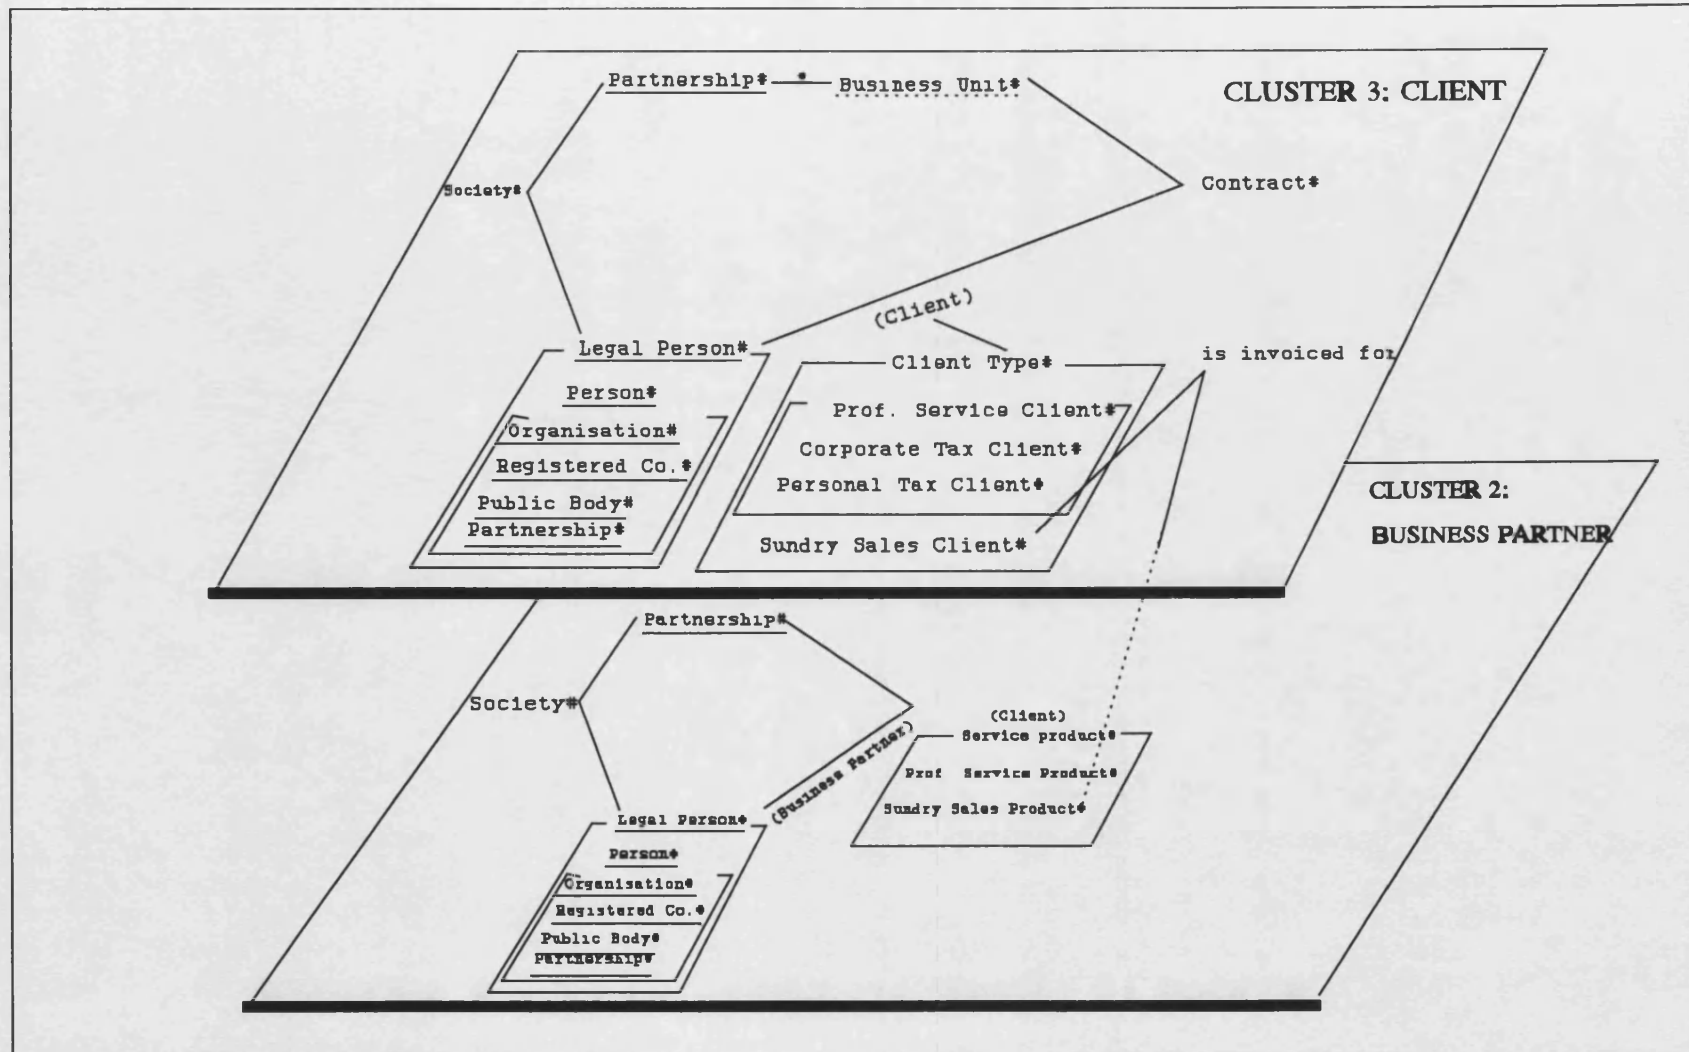 Partnership# Business Unit#
CLUSTER 3: CLIENT
Society#
Contract#
(Client)
Legal Person#
Person#
Organisation#
Registered Co.#
Public Body#
Partnership#
Client Type#
Prof. Service Client#
Corporate Tax Client#
Personal Tax Client#
Sundry Sales Client#
is invoiced for
CLUSTER 2:
BUSINESS PARTNER
Partnership#
Society#
(Business Partner)
(Client)
Service product#
Prof Service Product#
Sundry Sales Product#
Legal Person#
Person#
Organisation#
Registered Co.#
Public Body#
Partnership#